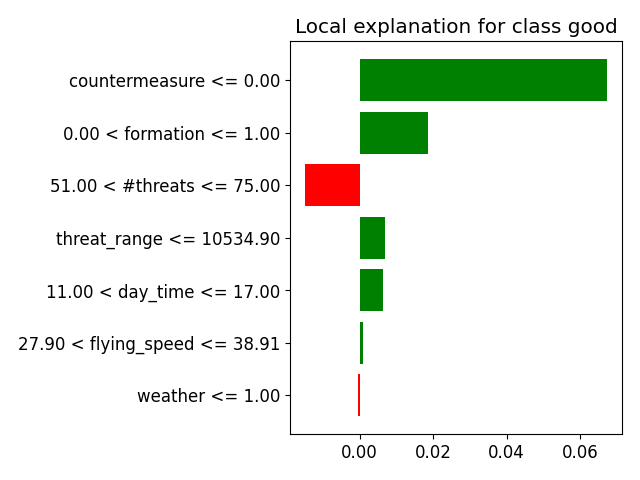 Local explanation for class good
countermeasure <= 0.00
0.00 < formation <= 1.00
51.00 < #threats <= 75.00
threat_range <= 10534.90
11.00 < day_time <= 17.00
27.90 < flying_speed <= 38.91
weather <= 1.00
0.00 0.02 0.04 0.06